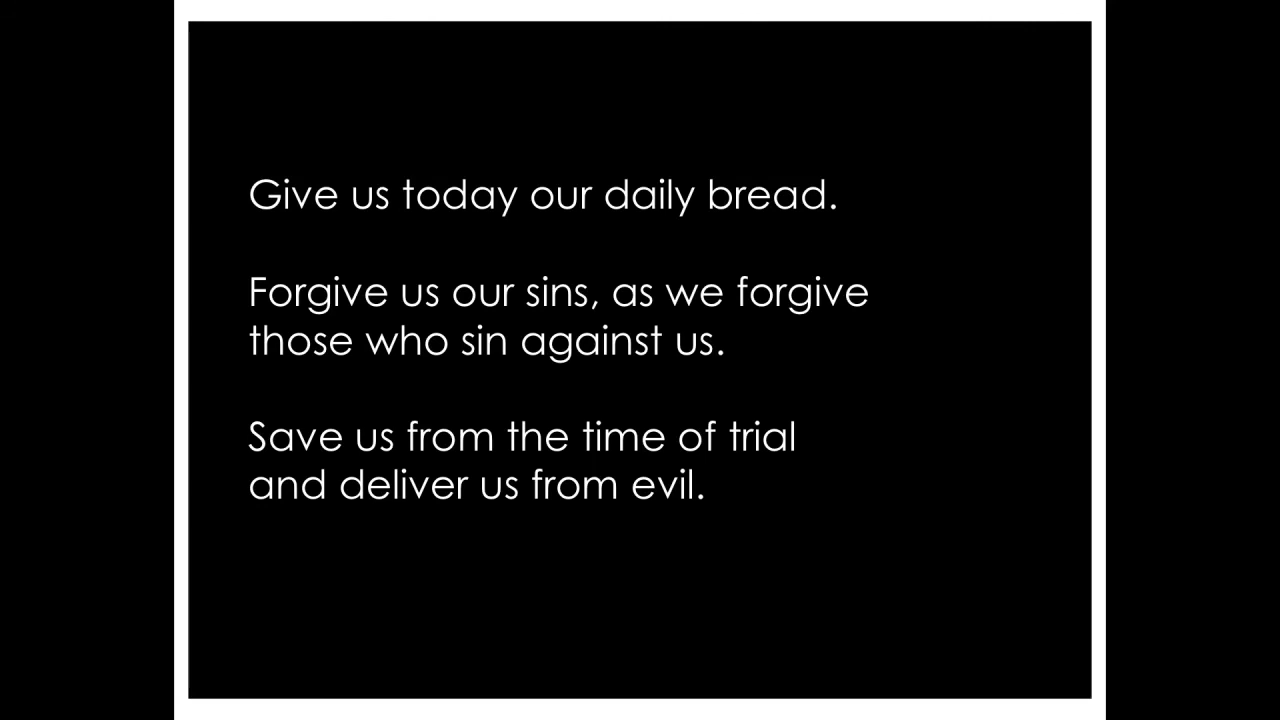 Give us today our daily bread.
Forgive us our sins, as we forgive
those who sin against us.
Save us from the time of trial
and deliver us from evil.